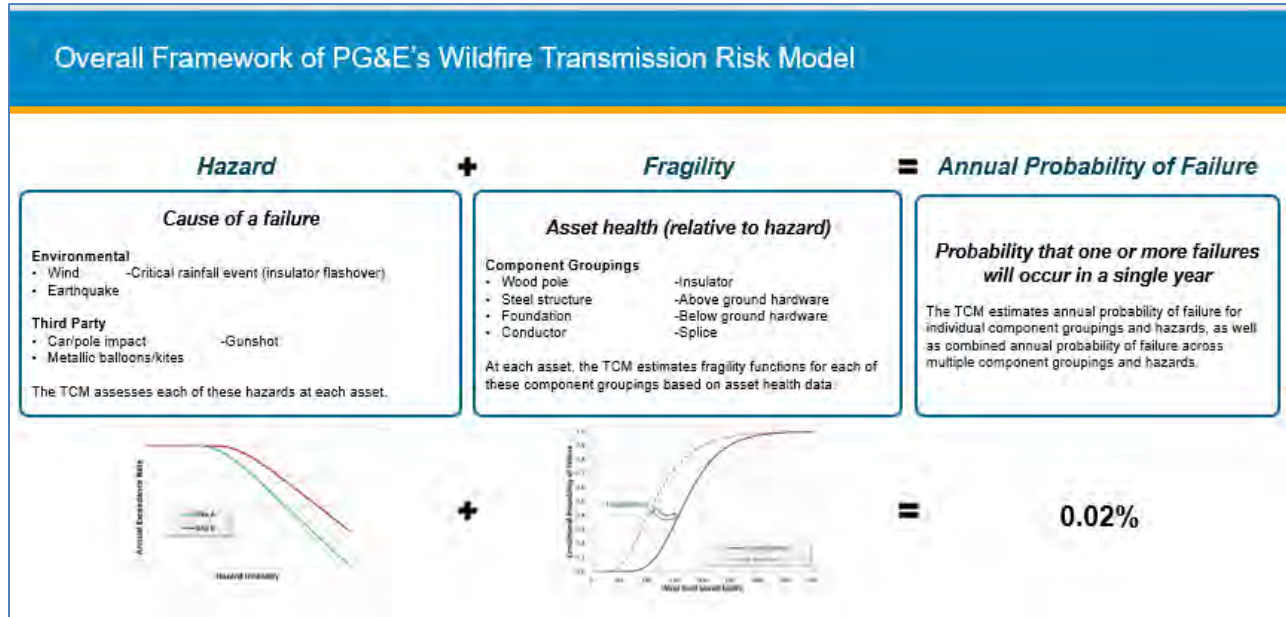 Overall Framework of PG&E's Wildfire Transmission Risk Model
Hazard + Fragility = Annual Probability of Failure
Cause of a failure
Environmental
• Wind -Critical rainfall event (insulator flashover)
• Earthquake
Third Party
• Car/pole impact -Gunshot
• Metallic balloons/kites
The TCM assesses each of these hazards at each asset.
Asset health (relative to hazard)
Component Groupings
• Wood pole -Insulator
• Steel structure -Above ground hardware
• Foundation -Below ground hardware
• Conductor -Splice
At each asset, the TCM estimates fragility functions for each of
these component groupings based on asset health data.
Probability that one or more failures
will occur in a single year
The TCM estimates annual probability of failure for
individual component groupings and hazards, as well
as combined annual probability of failure across
multiple component groupings and hazards.
Annual Exceedance Rate
Hazard Intensity
+
Conditional Probability of Failure
=
0.02%